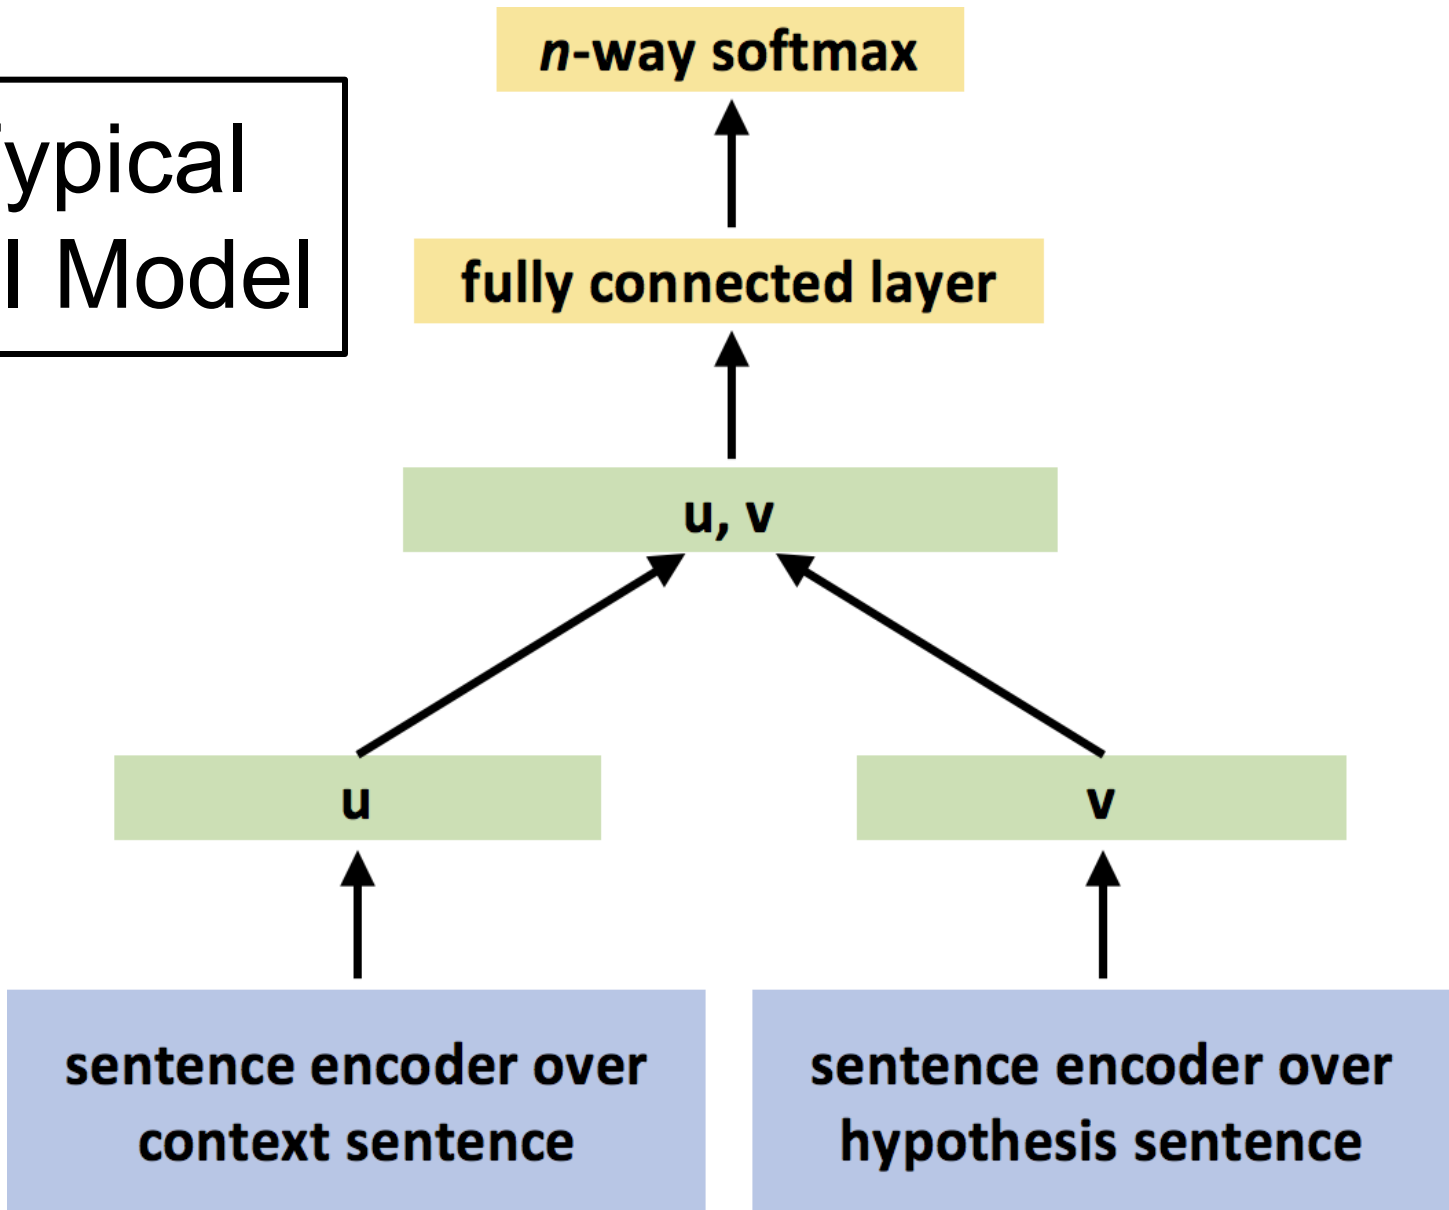 n-way softmax
ypical
Model
fully connected layer
u, v
u
v
sentence encoder over
context sentence
sentence encoder over
hypothesis sentence